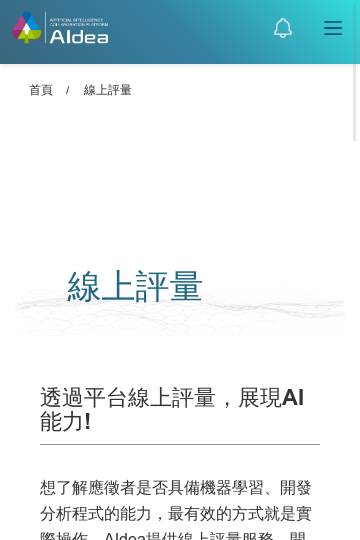 ARTIFICIAL INTELLIGENCE
COLLABORATION PLATFORM
AIdea
首頁 / 線上評量
線上評量
透過平台線上評量，展現AI
能力!
想了解應徵者是否具備機器學習、開發
分析程式的能力，最有效的方式就是實
際操作。AIdea提供線上評量服務，開